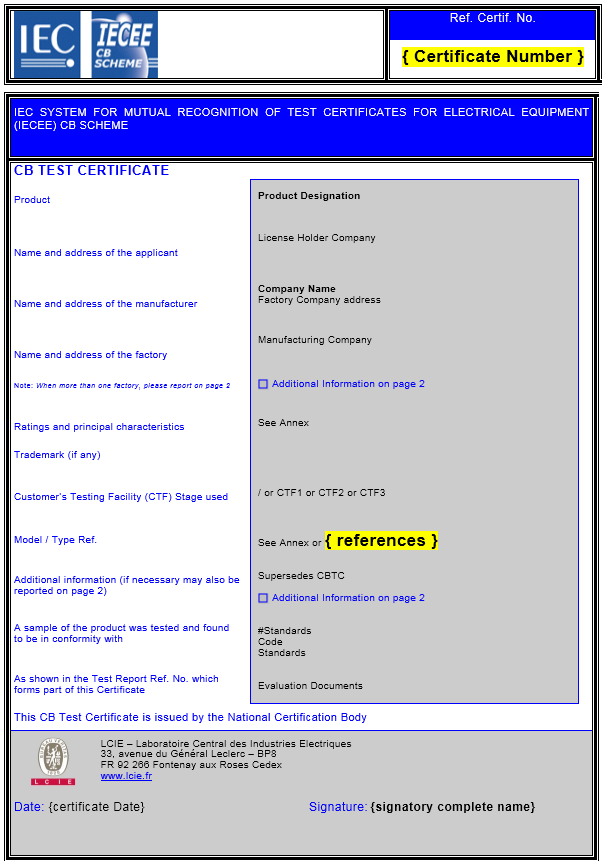 IEC
IECEE
CB
SCHEME
Ref. Certif. No.
{ Certificate Number }
IEC SYSTEM FOR MUTUAL RECOGNITION OF TEST CERTIFICATES FOR ELECTRICAL EQUIPMENT
(IECEE) CB SCHEME
CB TEST CERTIFICATE
Product
Product Designation
Name and address of the applicant
License Holder Company
Name and address of the manufacturer
Company Name
Factory Company address
Name and address of the factory
Manufacturing Company
Note: When more than one factory, please report on page 2
Additional Information on page 2
Ratings and principal characteristics
See Annex
Trademark (if any)
Customer's Testing Facility (CTF) Stage used
/ or CTF1 or CTF2 or CTF3
Model / Type Ref.
See Annex or { references }
Additional information (if necessary may also be
reported on page 2)
Supersedes CBTC
Additional Information on page 2
A sample of the product was tested and found
to be in conformity with
#Standards
Code
Standards
As shown in the Test Report Ref. No. which
forms part of this Certificate
Evaluation Documents
This CB Test Certificate is issued by the National Certification Body
L C I E
LCIE – Laboratoire Central des Industries Electriques
33, avenue du Général Leclerc – BP8
FR 92 266 Fontenay aux Roses Cedex
www.lcie.fr
Date: {certificate Date}
Signature: {signatory complete name}